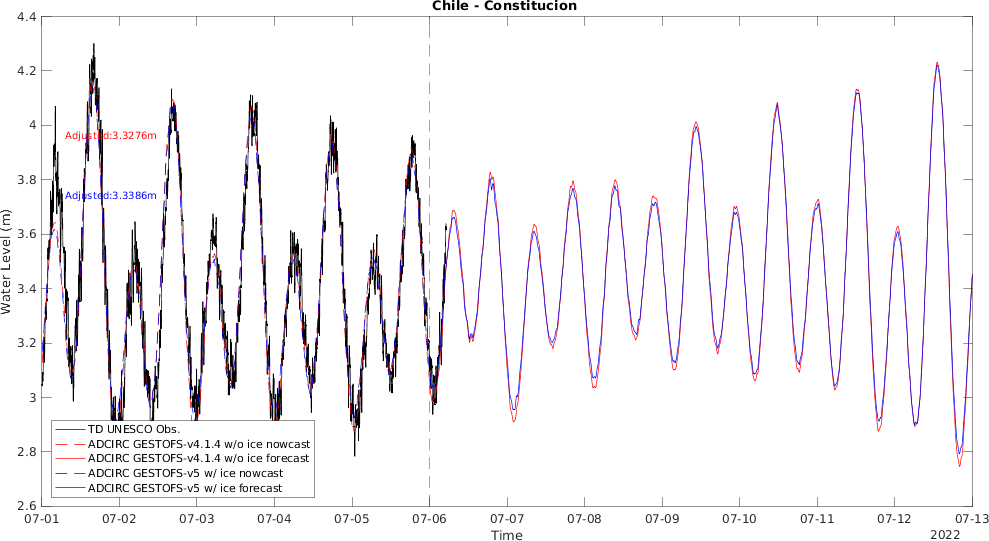 Chile - Constitucion
4.4
4.2
4
3.8
3.6
3.4
3.2
3
2.8
2.6
Water Level (m)
Adjusted:3.3276m
Adjusted:3.3386m
TD UNESCO Obs.
ADCIRC GESTOFS-v4.1.4 w/o ice nowcast
ADCIRC GESTOFS-v4.1.4 w/o ice forecast
ADCIRC GESTOFS-v5 w/ ice nowcast
ADCIRC GESTOFS-v5 w/ ice forecast
07-01 07-02 07-03 07-04 07-05 07-06 07-07 07-08 07-09 07-10 07-11 07-12 07-13
Time
2022